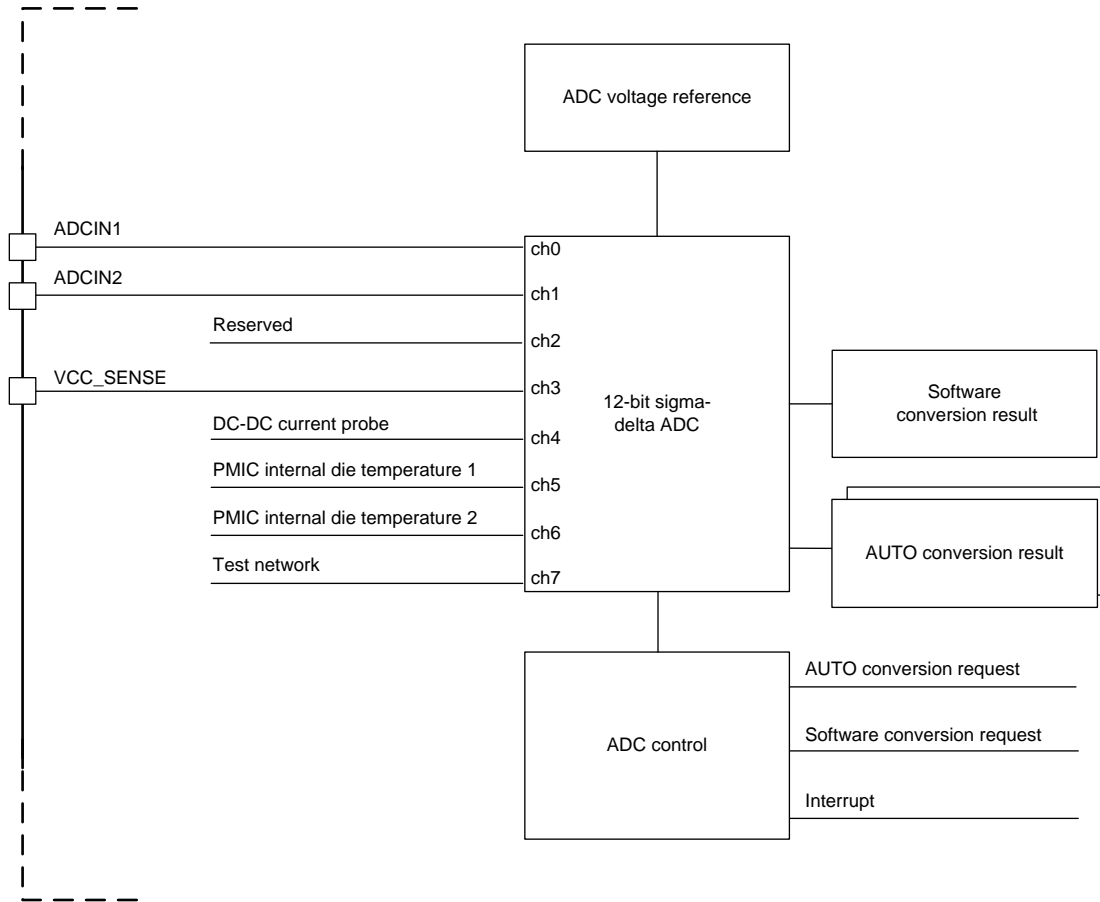 ADC voltage reference
ADCIN1
ch0
ADCIN2
ch1
Reserved
ch2
VCC_SENSE
ch3
DC-DC current probe
ch4
PMIC internal die temperature 1
ch5
PMIC internal die temperature 2
ch6
Test network
ch7
12-bit sigma-
delta ADC
Software
conversion result
AUTO conversion result
ADC control
AUTO conversion request
Software conversion request
Interrupt